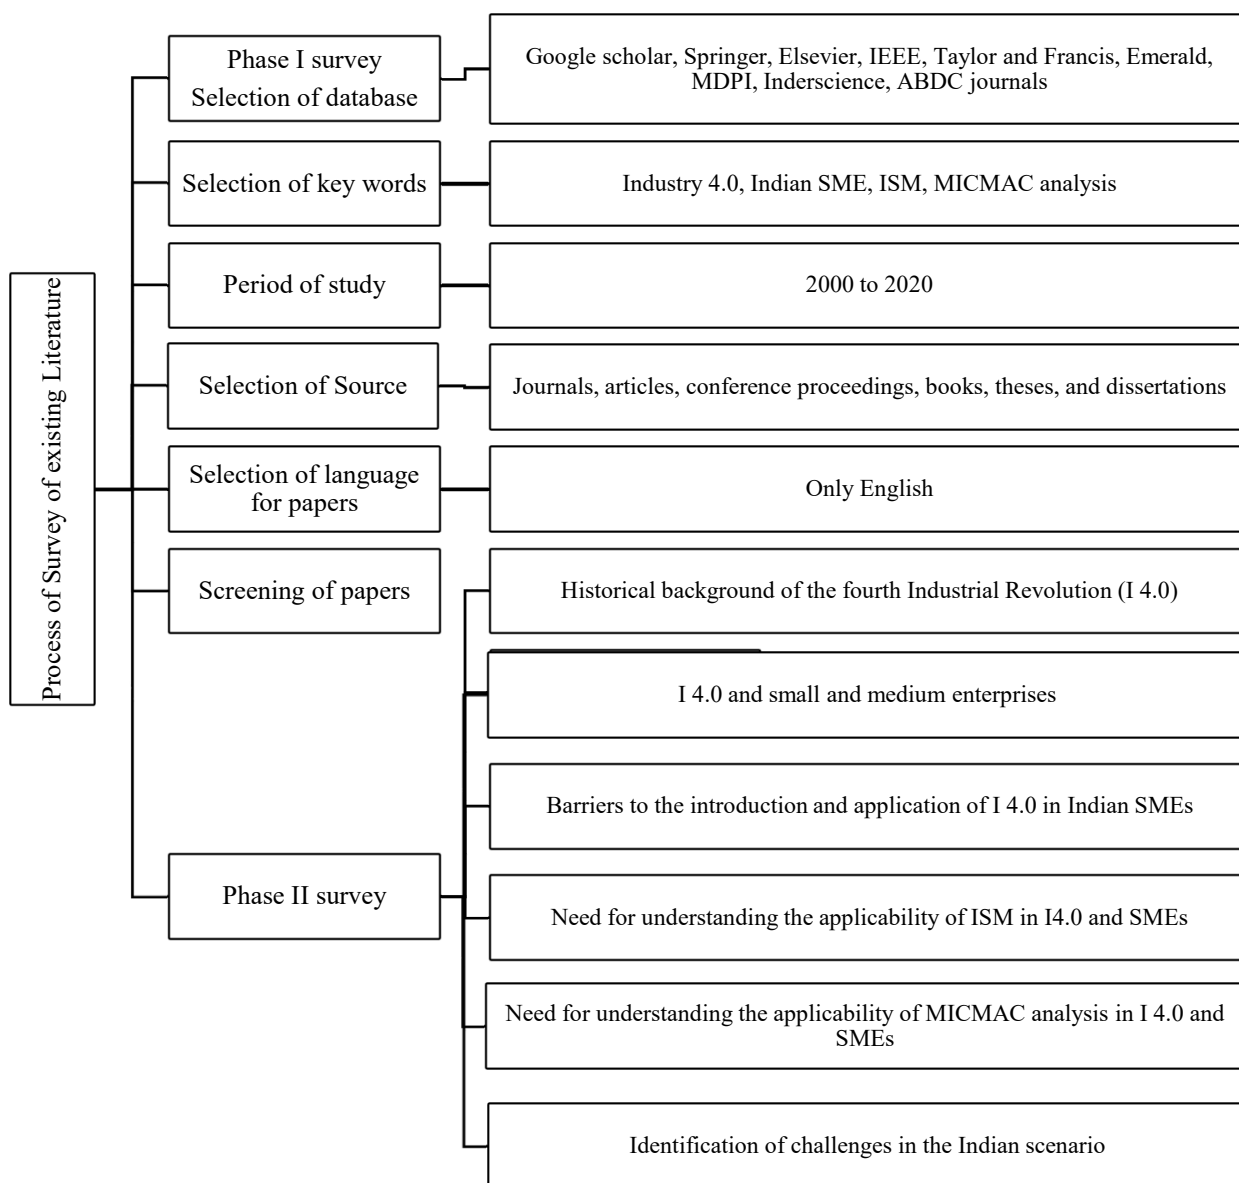 Process of Survey of existing Literature
Phase I survey
Selection of database
Google scholar, Springer, Elsevier, IEEE, Taylor and Francis, Emerald,
MDPI, Inderscience, ABDC journals
Selection of key words
Industry 4.0, Indian SME, ISM, MICMAC analysis
Period of study
2000 to 2020
Selection of Source
Journals, articles, conference proceedings, books, theses, and dissertations
Selection of language
for papers
Only English
Screening of papers
Historical background of the fourth Industrial Revolution (I 4.0)
I 4.0 and small and medium enterprises
Barriers to the introduction and application of I 4.0 in Indian SMEs
Phase II survey
Need for understanding the applicability of ISM in I4.0 and SMEs
Need for understanding the applicability of MICMAC analysis in I 4.0 and
SMEs
Identification of challenges in the Indian scenario